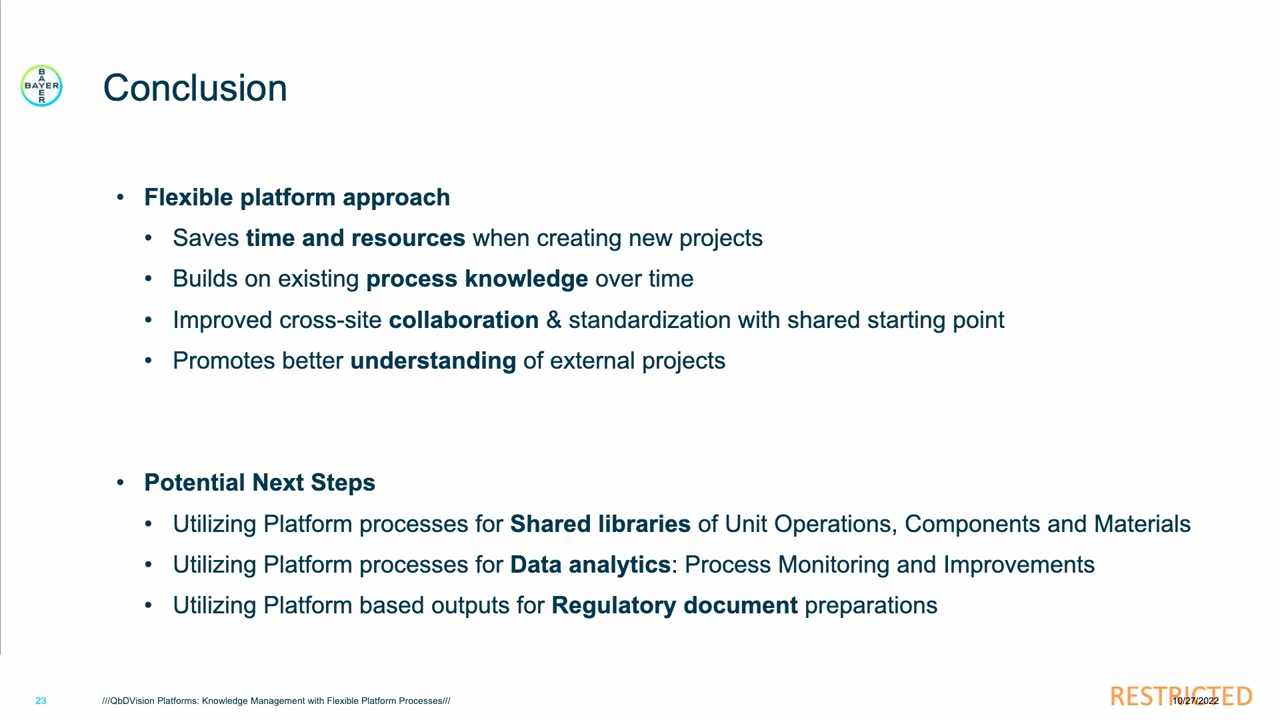 BAYER
BAYER
Conclusion
• Flexible platform approach
• Saves time and resources when creating new projects
• Builds on existing process knowledge over time
• Improved cross-site collaboration & standardization with shared starting point
• Promotes better understanding of external projects
• Potential Next Steps
• Utilizing Platform processes for Shared libraries of Unit Operations, Components and Materials
• Utilizing Platform processes for Data analytics: Process Monitoring and Improvements
• Utilizing Platform based outputs for Regulatory document preparations
23
///QbDVision Platforms: Knowledge Management with Flexible Platform Processes///
RESTRICTED
10/27/2022